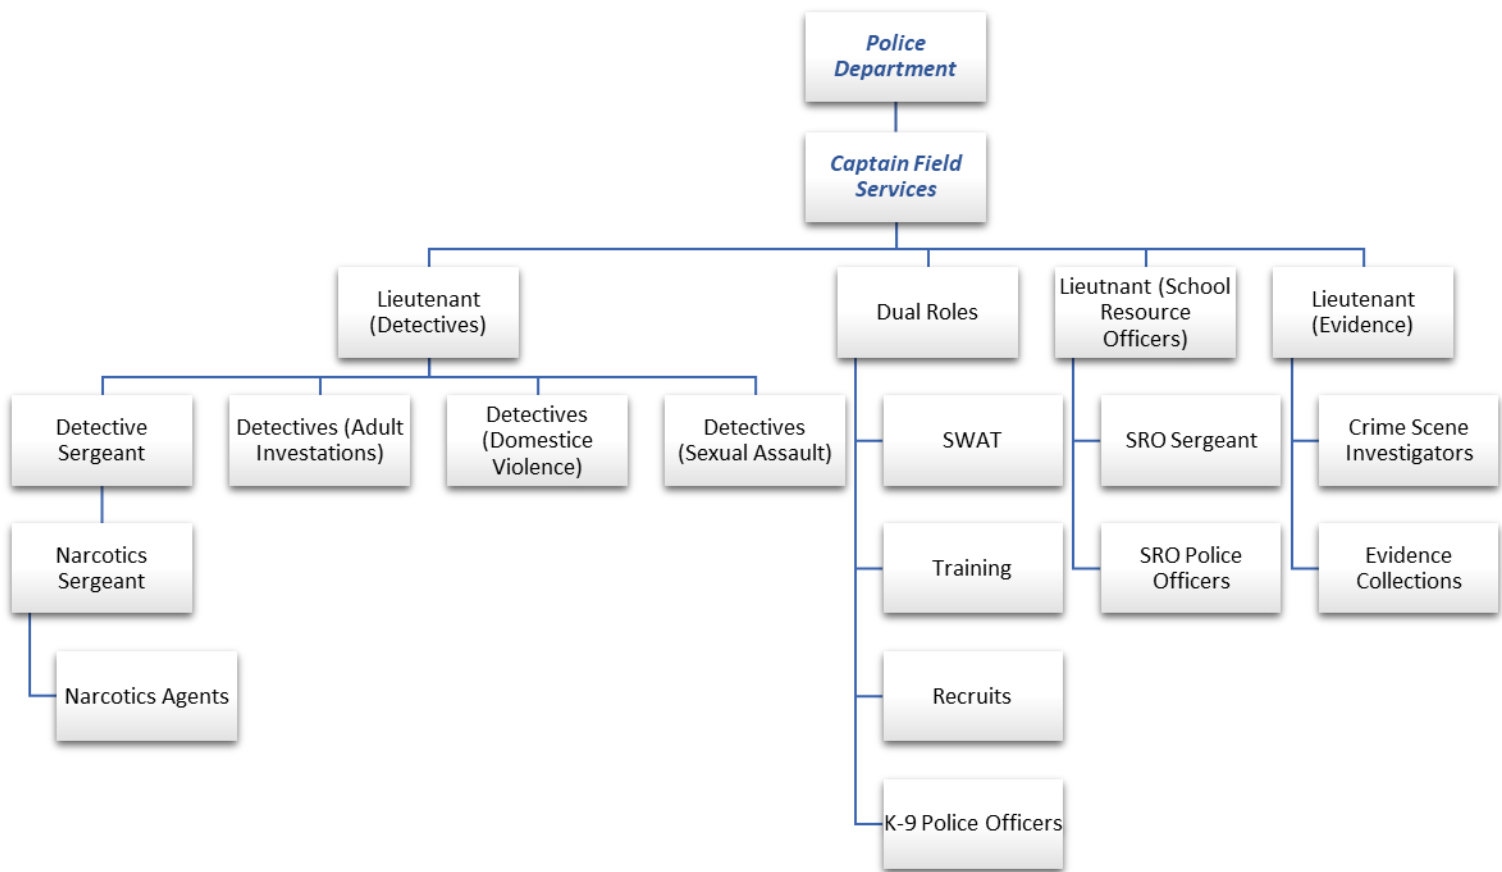 Police
Department
Captain Field
Services
Lieutenant
(Detectives)
Dual Roles
Lieutnant (School
Resource
Officers)
Lieutenant
(Evidence)
Detective
Sergeant
Detectives (Adult
Investations)
Detectives
(Domestice
Violence)
Detectives
(Sexual Assault)
SWAT
SRO Sergeant
Crime Scene
Investigators
Narcotics
Sergeant
Training
SRO Police
Officers
Evidence
Collections
Narcotics Agents
Recruits
K-9 Police Officers